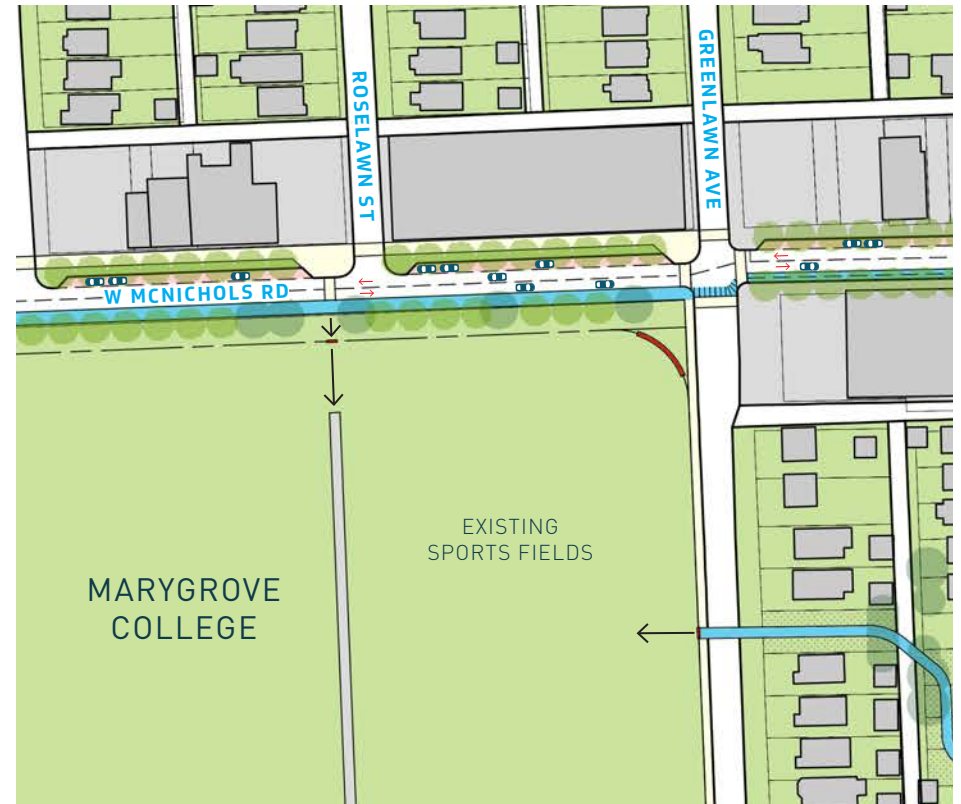 ROSELAWN ST
GREENLAWN AVE
W MCNICHOLS RD
EXISTING
SPORTS FIELDS
MARYGROVE
COLLEGE